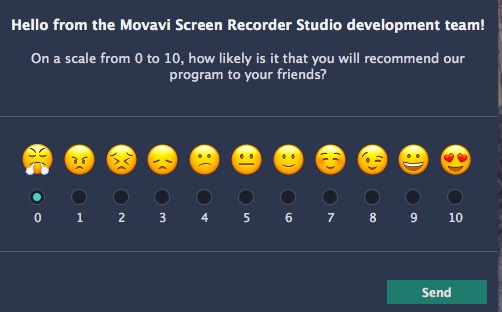 Hello from the Movavi Screen Recorder Studio development team!
On a scale from 0 to 10, how likely is it that you will recommend our
program to your friends?
0 1 2 3 4 5 6 7 8 9 10
Send